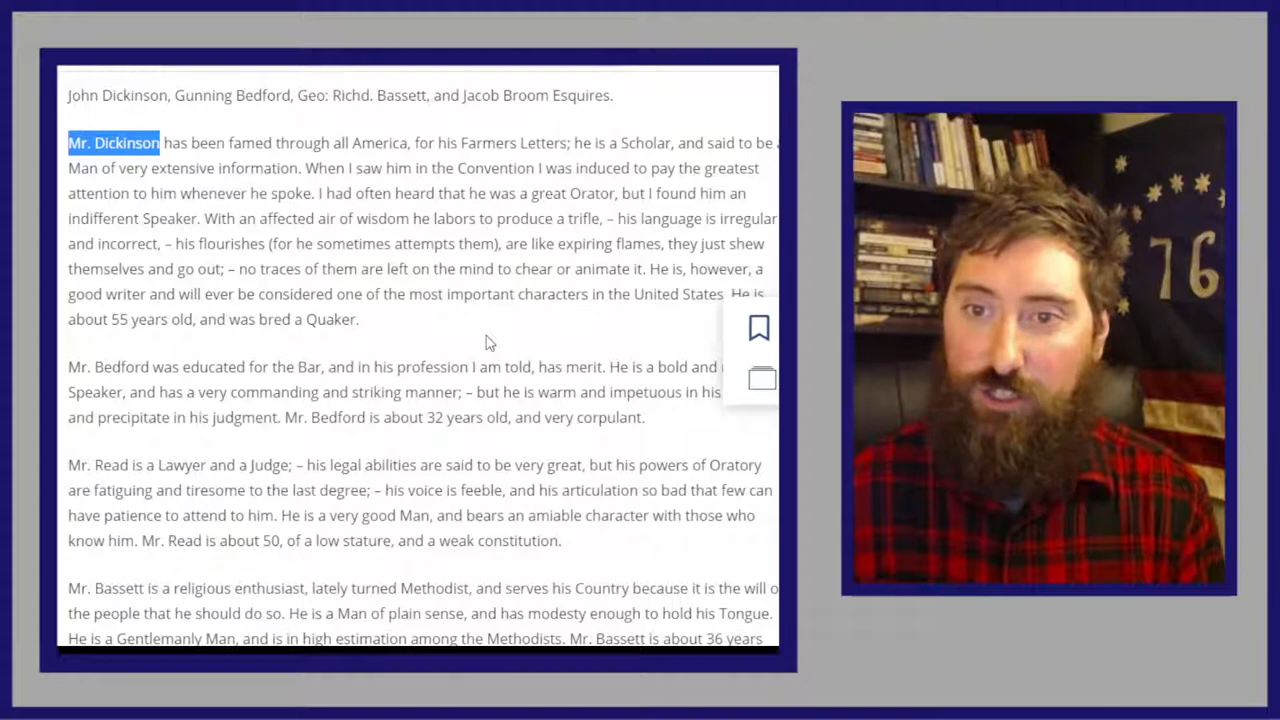 John Dickinson, Gunning Bedford, Geo: Richd. Bassett, and Jacob Broom Esquires.
Mr. Dickinson has been famed through all America, for his Farmers Letters; he is a Scholar, and said to be
Man of very extensive information. When I saw him in the Convention I was induced to pay the greatest
attention to him whenever he spoke. I had often heard that he was a great Orator, but I found him an
indifferent Speaker. With an affected air of wisdom he labors to produce a trifle, – his language is irregular
and incorrect, – his flourishes (for he sometimes attempts them), are like expiring flames, they just shew
themselves and go out; – no traces of them are left on the mind to chear or animate it. He is, however, a
good writer and will ever be considered one of the most important characters in the United States. He is
about 55 years old, and was bred a Quaker.
Mr. Bedford was educated for the Bar, and in his profession I am told, has merit. He is a bold and
Speaker, and has a very commanding and striking manner; – but he is warm and impetuous in his
and precipitate in his judgment. Mr. Bedford is about 32 years old, and very corpulant.
Mr. Read is a Lawyer and a Judge; – his legal abilities are said to be very great, but his powers of Oratory
are fatiguing and tiresome to the last degree; – his voice is feeble, and his articulation so bad that few can
have patience to attend to him. He is a very good Man, and bears an amiable character with those who
know him. Mr. Read is about 50, of a low stature, and a weak constitution.
Mr. Bassett is a religious enthusiast, lately turned Methodist, and serves his Country because it is the will o
the people that he should do so. He is a Man of plain sense, and has modesty enough to hold his Tongue.
He is a Gentlemanly Man, and is in high estimation among the Methodists. Mr. Bassett is about 36 years
76